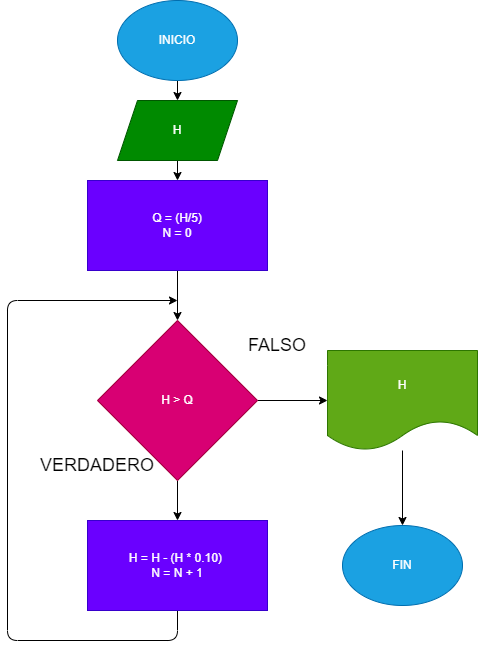 INICIO
H
Q = (H/5)
N = 0
H > Q
FALSO
H
VERDADERO
H = H - (H * 0.10)
N = N + 1
FIN